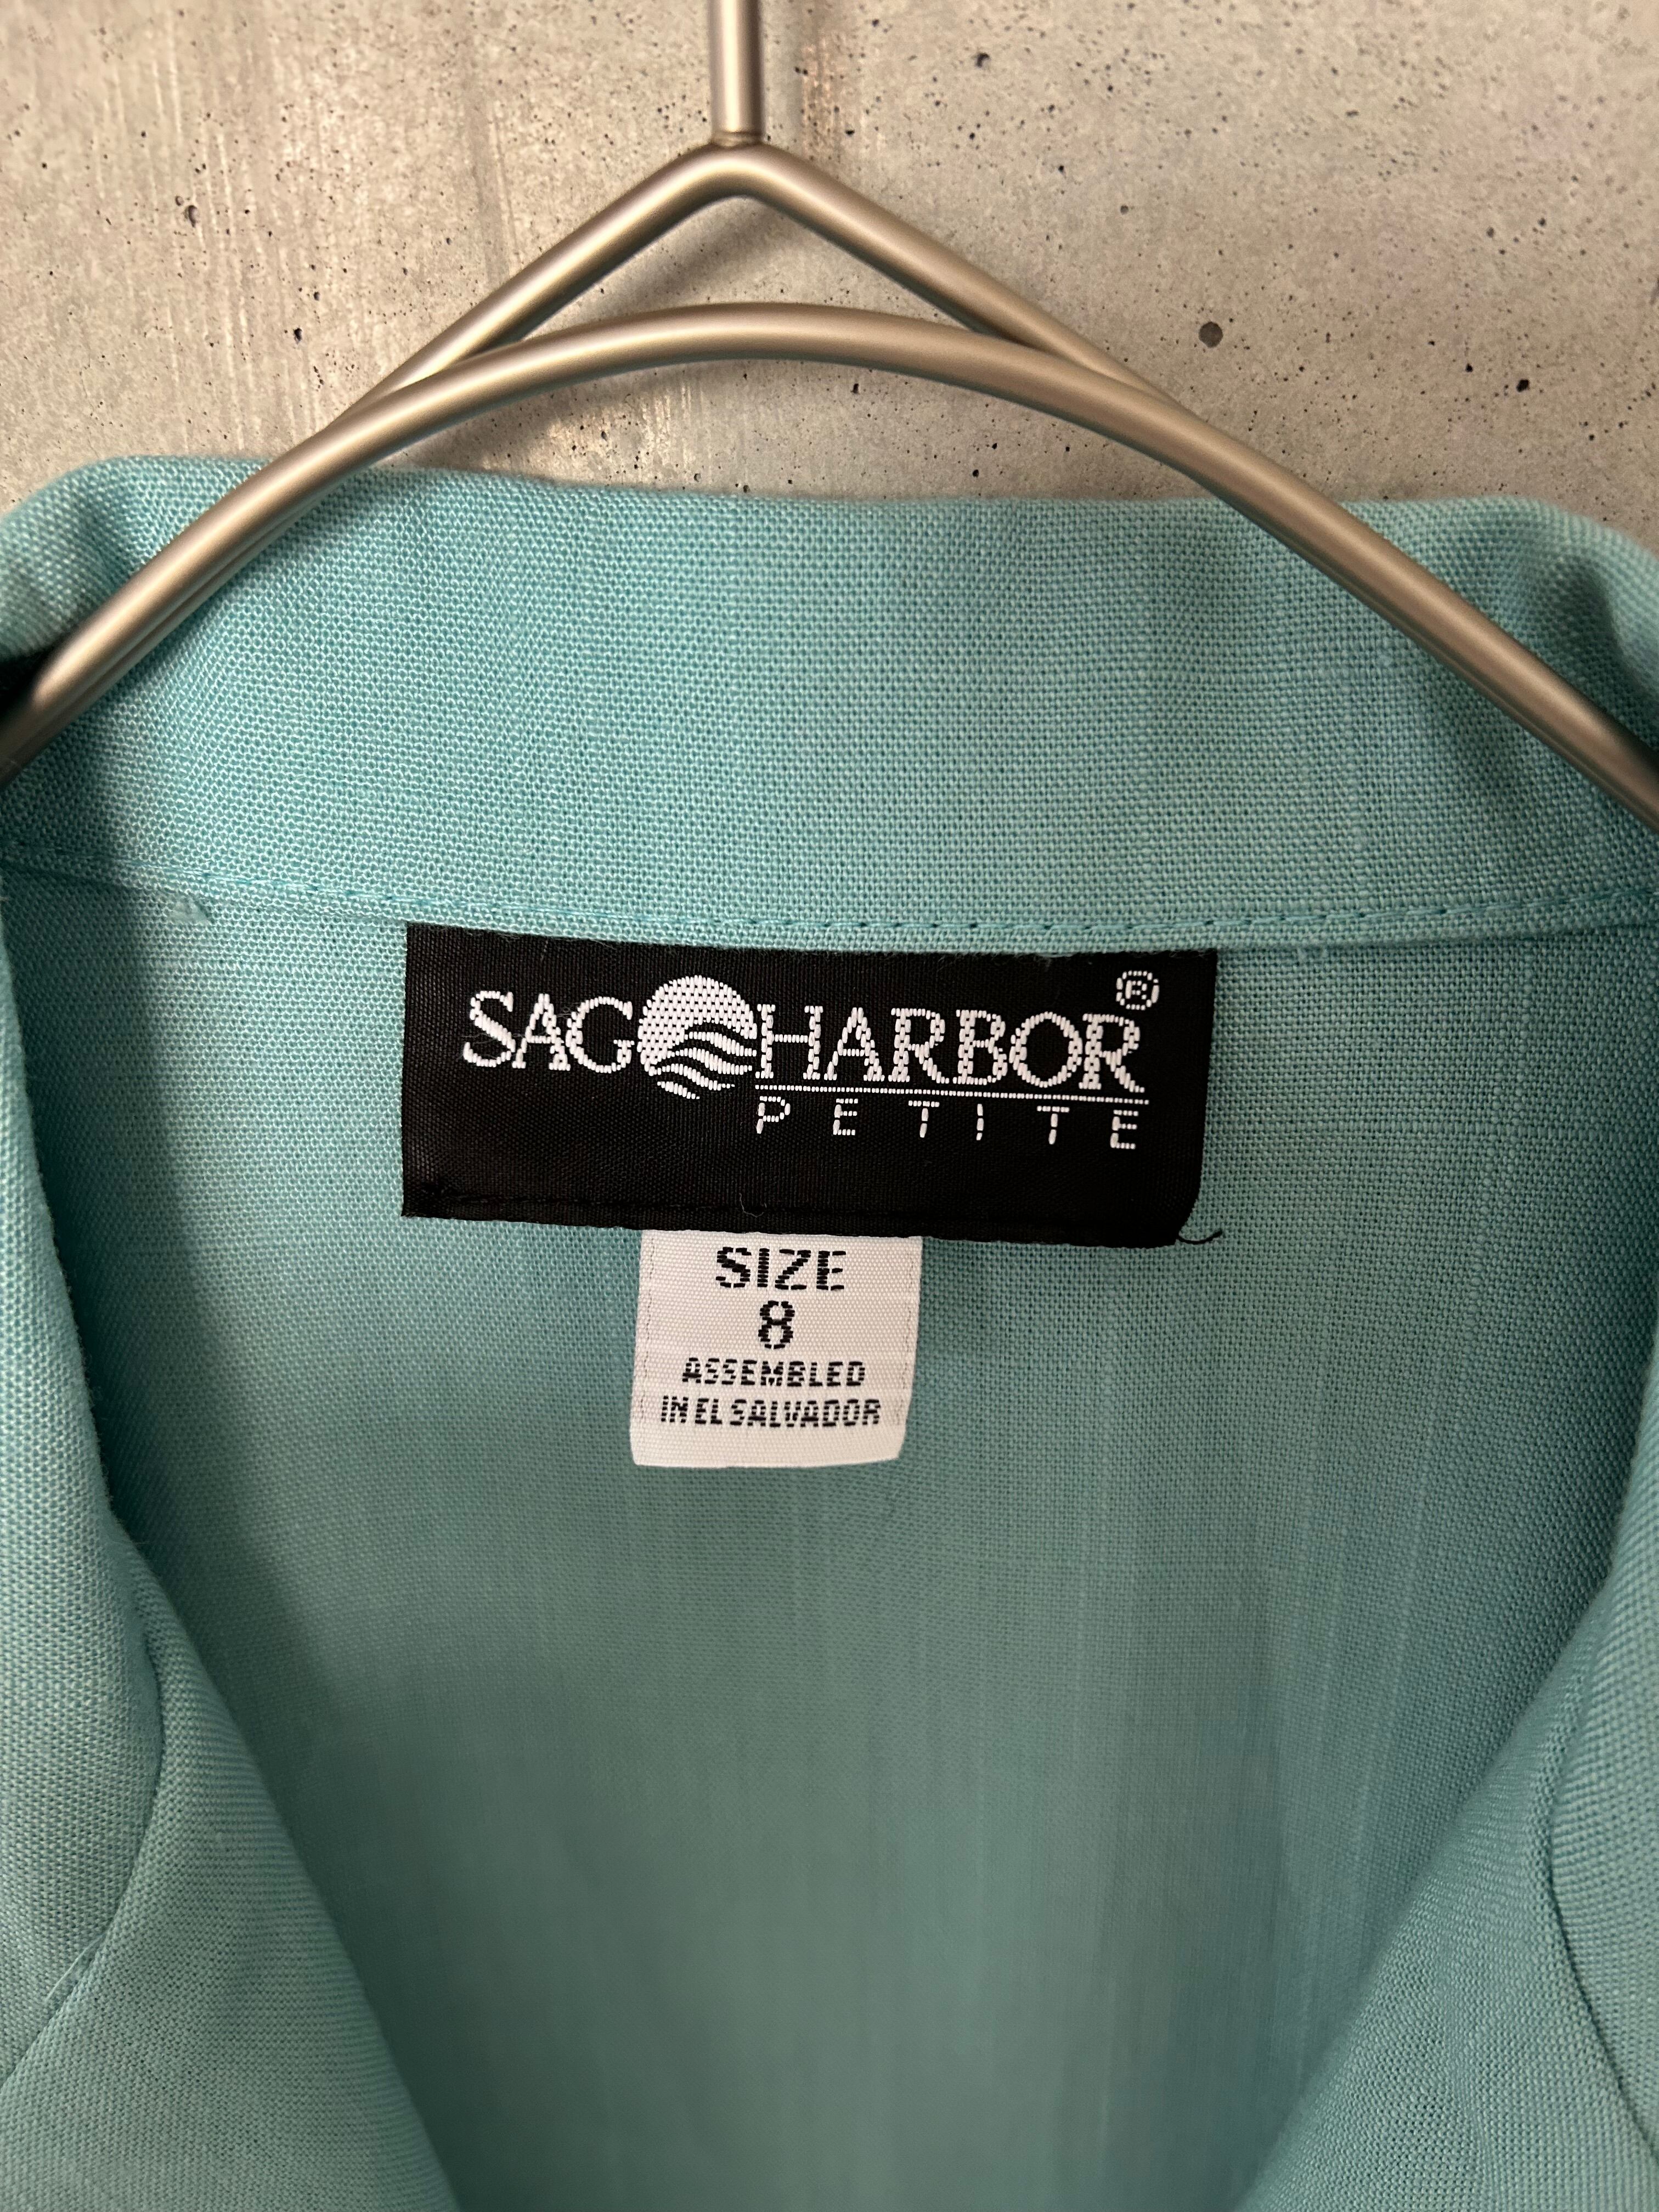 SAG HARBOR®
PETITE
SIZE
8
ASSEMBLED
IN EL SALVADOR